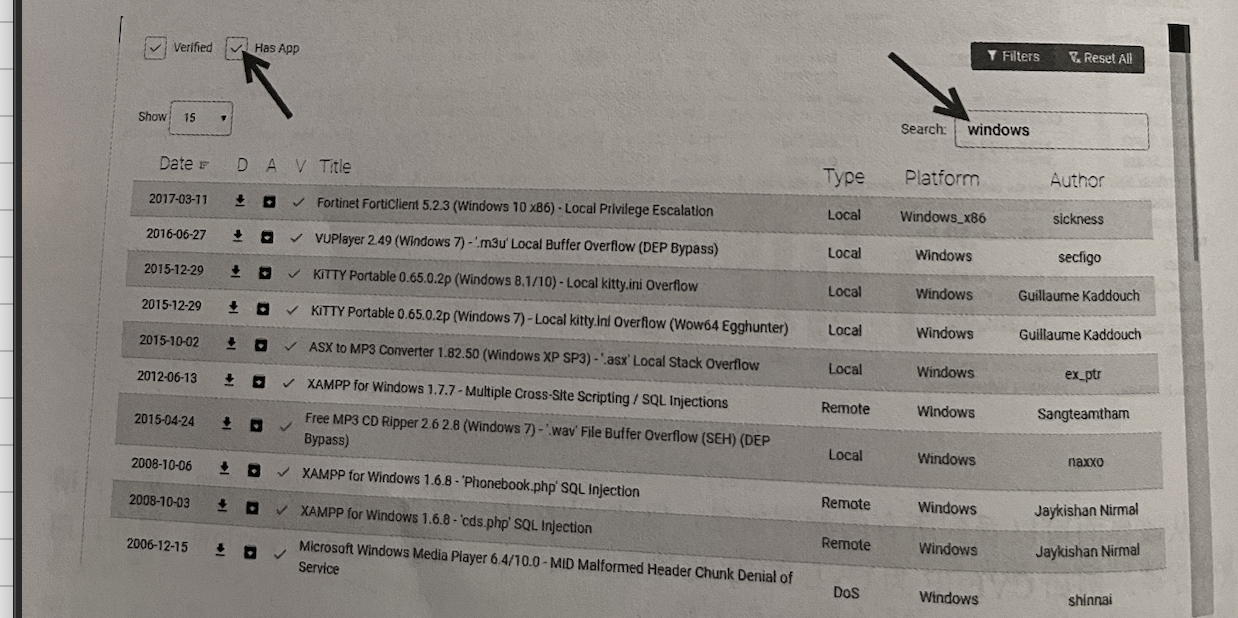 Verified Has App Filters Reset All
Show 15 Search: windows
Date D A V Title Type Platform Author
2017-03-11 Fortinet FortiClient 5.2.3 (Windows 10 x86) - Local Privilege Escalation Local Windows_x86 sickness
2016-06-27 VUPlayer 2.49 (Windows 7) - '.m3u' Local Buffer Overflow (DEP Bypass) Local Windows secfigo
2015-12-29 KiTTY Portable 0.65.0.2p (Windows 8.1/10) - Local kitty.ini Overflow Local Windows Guillaume Kaddouch
2015-12-29 KiTTY Portable 0.65.0.2p (Windows 7) - Local kitty.ini Overflow (Wow64 Egghunter) Local Windows Guillaume Kaddouch
2015-10-02 ASX to MP3 Converter 1.82.50 (Windows XP SP3) - '.asx' Local Stack Overflow Local Windows ex_ptr
2012-06-13 XAMPP for Windows 1.7.7 - Multiple Cross-Site Scripting / SQL Injections Remote Windows Sangteamtham
2015-04-24 Free MP3 CD Ripper 2.6 2.8 (Windows 7) - '.wav' File Buffer Overflow (SEH) (DEP
Bypass) Local Windows naxxo
2008-10-06 XAMPP for Windows 1.6.8 - 'Phonebook.php' SQL Injection Remote Windows Jaykishan Nirmal
2008-10-03 XAMPP for Windows 1.6.8 - 'cds.php' SQL Injection Remote Windows Jaykishan Nirmal
2006-12-15 Microsoft Windows Media Player 6.4/10.0 - MID Malformed Header Chunk Denial of
Service DoS Windows shinnai